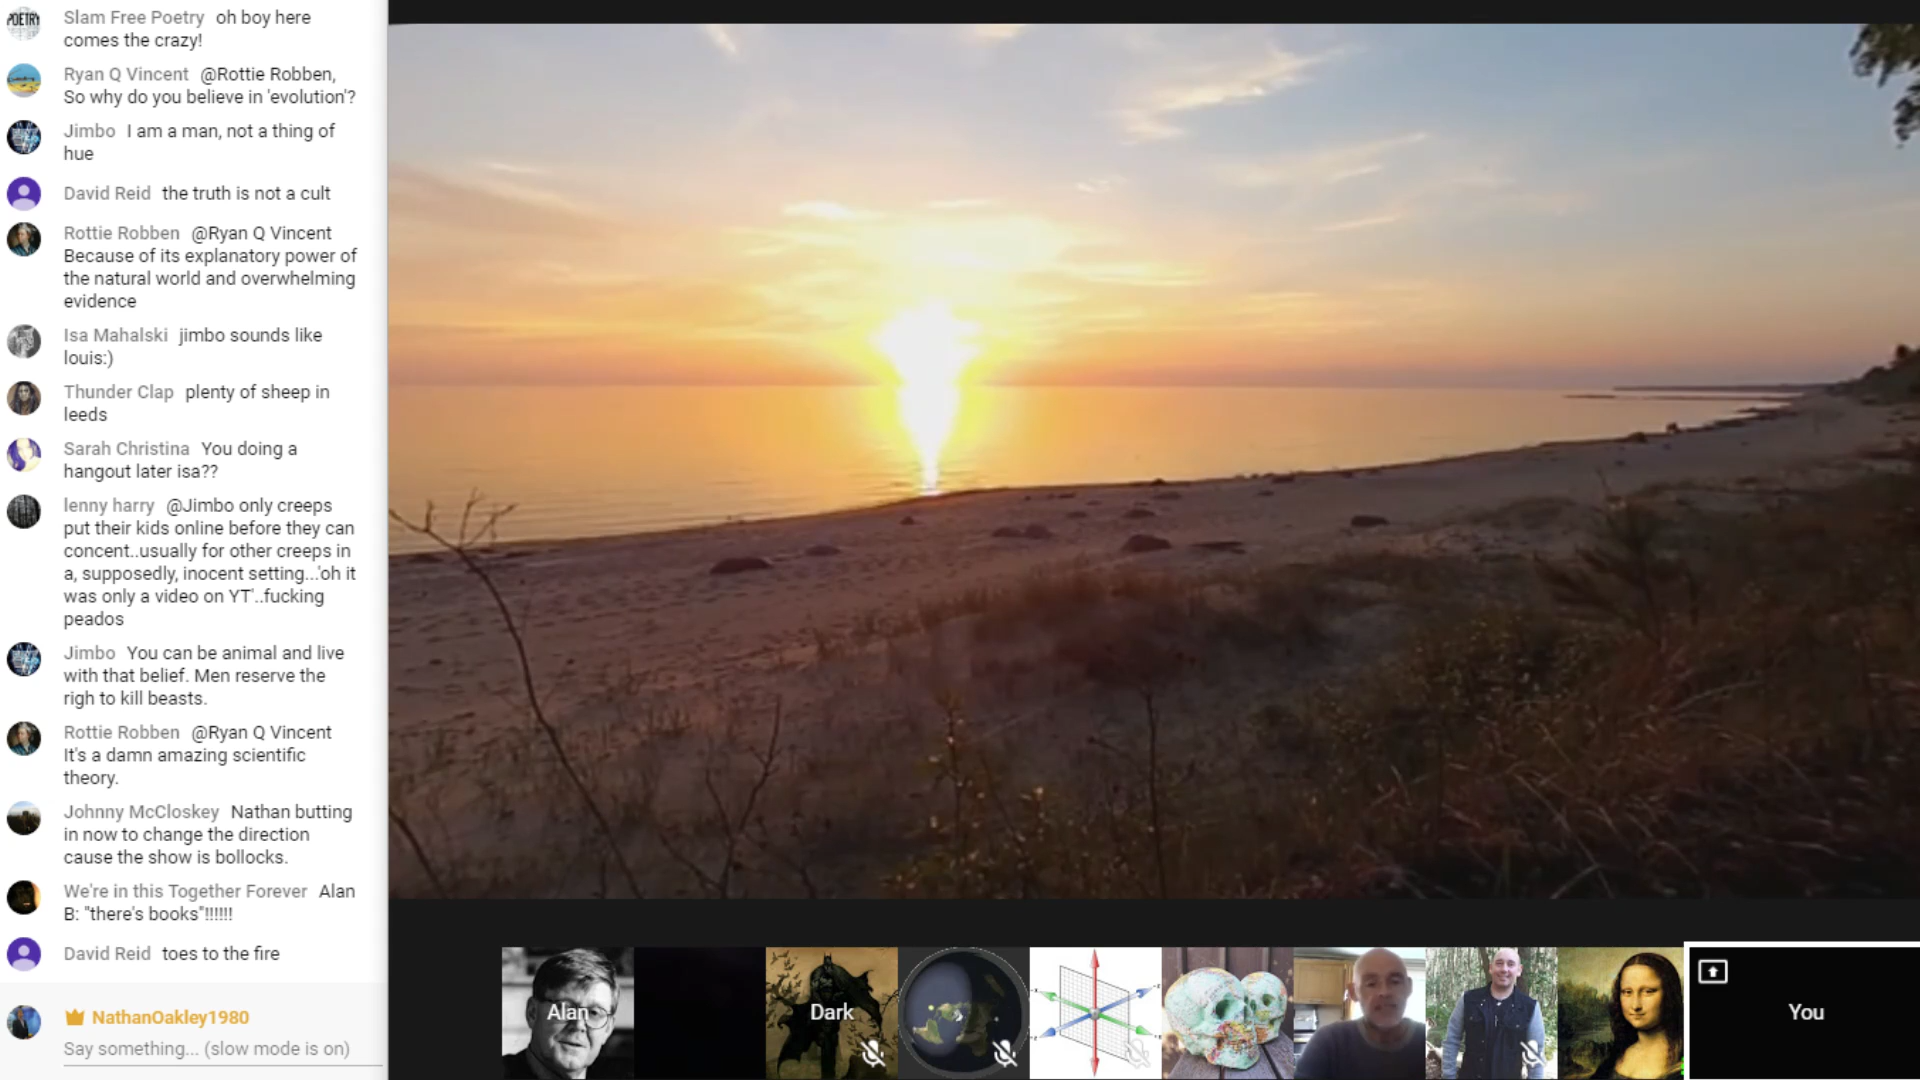 POETRY
Slam Free Poetry oh boy here
comes the crazy!
Ryan Q Vincent @Rottie Robben,
So why do you believe in 'evolution'?
Jimbo I am a man, not a thing of
hue
David Reid the truth is not a cult
Rottie Robben @Ryan Q Vincent
Because of its explanatory power of
the natural world and overwhelming
evidence
Isa Mahalski jimbo sounds like
louis:)
Thunder Clap plenty of sheep in
leeds
Sarah Christina You doing a
hangout later isa??
lenny harry @Jimbo only creeps
put their kids online before they can
concent..usually for other creeps in
a, supposedly, inocent setting...'oh it
was only a video on YT'..fucking
peados
Jimbo You can be animal and live
with that belief. Men reserve the
righ to kill beasts.
Rottie Robben @Ryan Q Vincent
It's a damn amazing scientific
theory.
Johnny McCloskey Nathan butting
in now to change the direction
cause the show is bollocks.
We're in this Together Forever Alan
B: "there's books"!!!!!!
David Reid toes to the fire
NathanOakley1980
Say something... (slow mode is on)
Alan
Dark
You